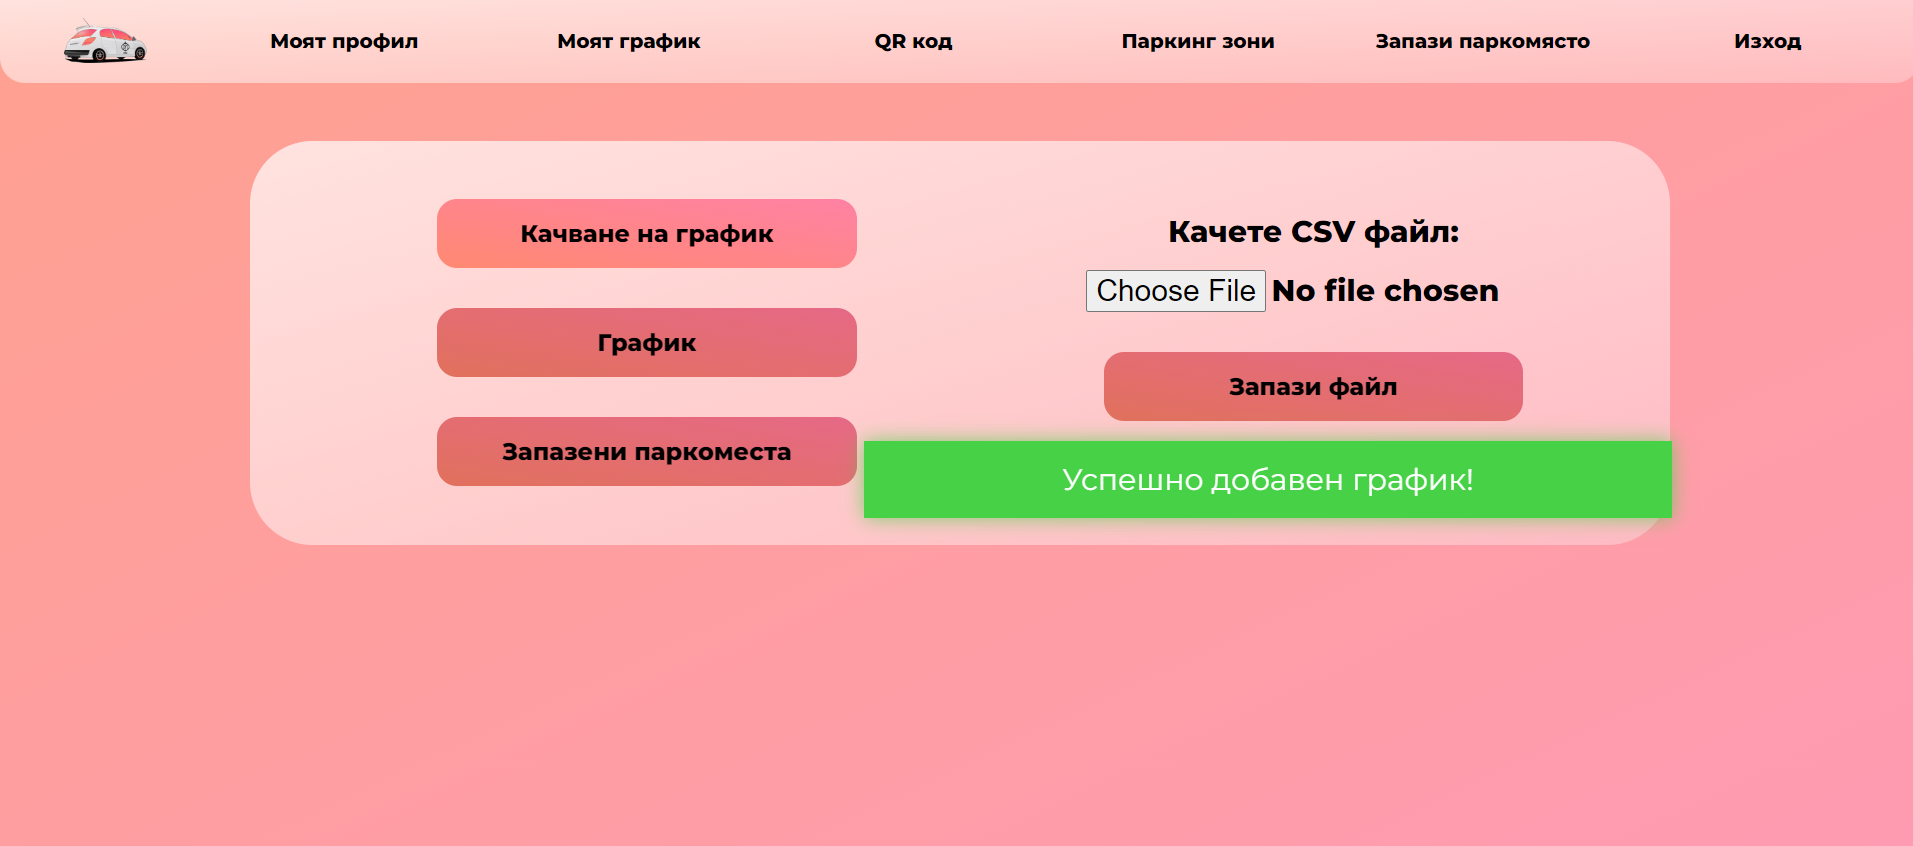 Моят профил
Моят график
QR код
Паркинг зони
Запази паркомясто
Изход
Качване на график
График
Запазени паркоместа
Качете CSV файл:
Choose File No file chosen
Запази файл
Успешно добавен график!